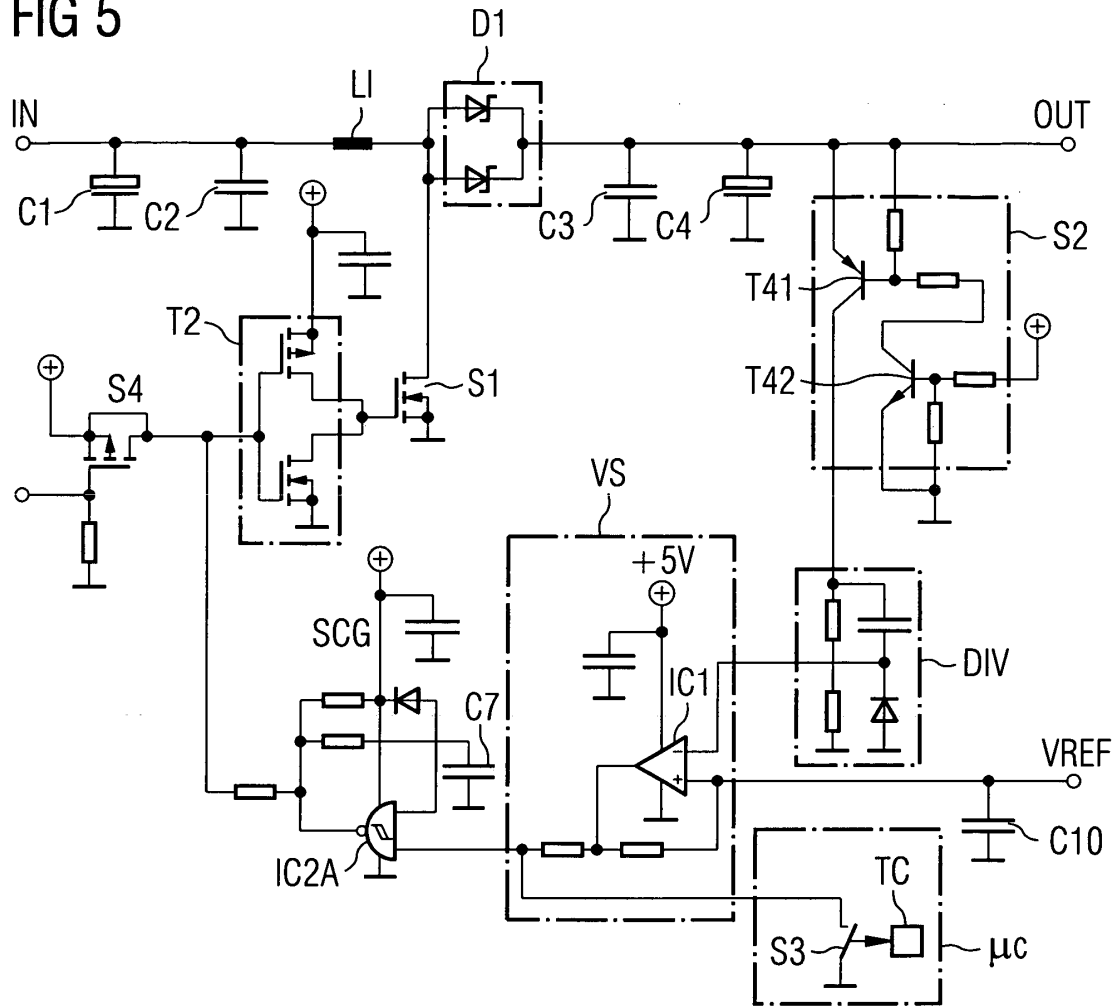 FIG 5
D1
LI
IN
OUT
C1
C2
C3
C4
S2
T41
T2
S4
S1
T42
VS
+5V
SCG
DIV
IC1
C7
VREF
IC2A
C10
TC
S3
μc